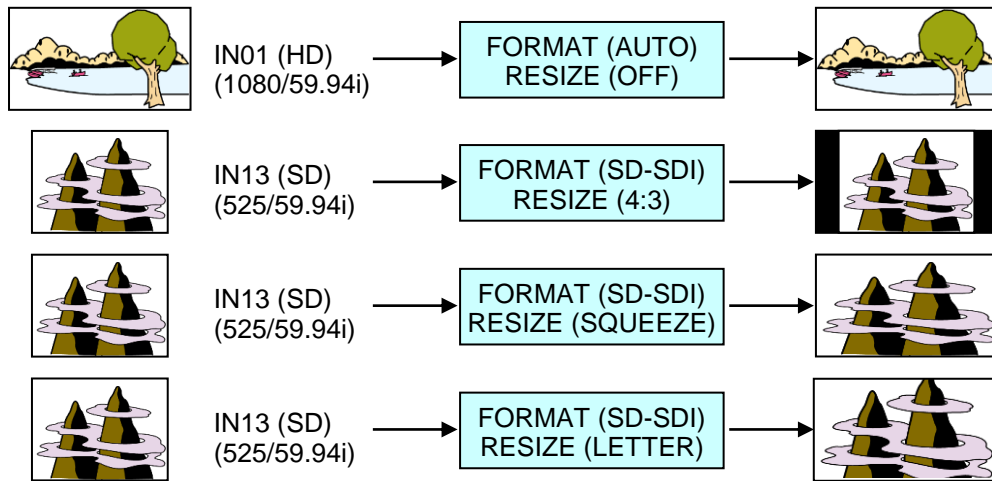 IN01 (HD)
(1080/59.94i)
FORMAT (AUTO)
RESIZE (OFF)
IN13 (SD)
(525/59.94i)
FORMAT (SD-SDI)
RESIZE (4:3)
IN13 (SD)
(525/59.94i)
FORMAT (SD-SDI)
RESIZE (SQUEEZE)
IN13 (SD)
(525/59.94i)
FORMAT (SD-SDI)
RESIZE (LETTER)